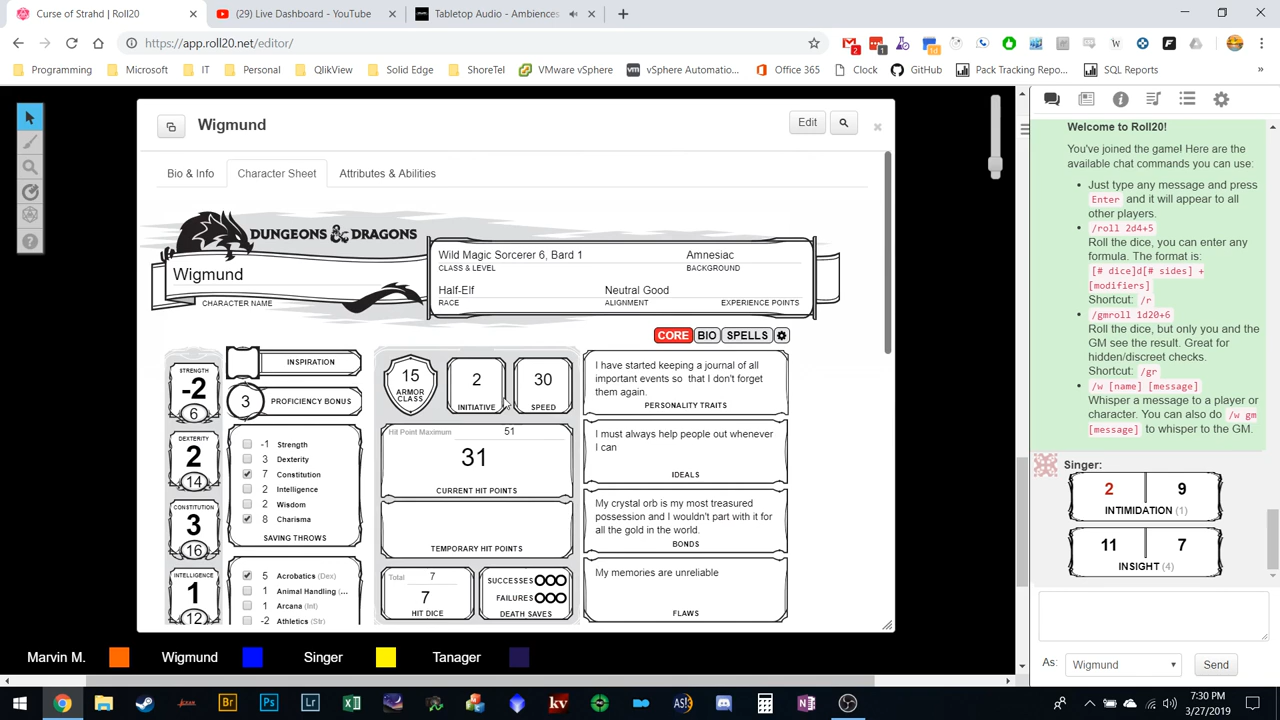 Curse of Strahd | Roll20
(29) Live Dashboard - YouTube
Tabletop Audio - Ambiences
https://app.roll20.net/editor/
Programming
Microsoft
IT
Personal
QlikView
Solid Edge
ShoreTel
VMware vSphere
vSphere Automatio...
Office 365
Clock
GitHub
Pack Tracking Repo...
SQL Reports
Wigmund
Edit
Bio & Info
Character Sheet
Attributes & Abilities
DUNGEONS & DRAGONS
Wigmund
CHARACTER NAME
Wild Magic Sorcerer 6, Bard 1
Amnesiac
CLASS & LEVEL
BACKGROUND
Half-Elf
Neutral Good
RACE
ALIGNMENT
EXPERIENCE POINTS
CORE
BIO
SPELLS
STRENGTH
-2
6
DEXTERITY
2
14
CONSTITUTION
3
16
INTELLIGENCE
1
12
INSPIRATION
3
PROFICIENCY BONUS
-1 Strength
3 Dexterity
7 Constitution
2 Intelligence
2 Wisdom
8 Charisma
SAVING THROWS
5 Acrobatics (Dex)
1 Animal Handling (...
1 Arcana (Int)
-2 Athletics (Str)
15
ARMOR
CLASS
2
INITIATIVE
30
SPEED
Hit Point Maximum 51
31
CURRENT HIT POINTS
TEMPORARY HIT POINTS
Total 7
7
HIT DICE
SUCCESSES
FAILURES
DEATH SAVES
I have started keeping a journal of all
important events so that I don't forget
them again.
PERSONALITY TRAITS
I must always help people out whenever
I can
IDEALS
My crystal orb is my most treasured
possession and I wouldn't part with it for
all the gold in the world.
BONDS
My memories are unreliable
FLAWS
Marvin M.
Wigmund
Singer
Tanager
Welcome to Roll20!
You've joined the game! Here are the
available chat commands you can use:
Just type any message and press
Enter and it will appear to all
other players.
/roll 2d4+5
Roll the dice, you can enter any
formula. The format is:
[# dice]d[# sides] +
[modifiers]
Shortcut: /r
/gmroll 1d20+6
Roll the dice, but only you and the
GM see the result. Great for
hidden/discreet checks.
Shortcut: /gr
/w [name] [message]
Whisper a message to a player or
character. You can also do /w gm
[message] to whisper to the GM.
Singer:
2 9
INTIMIDATION (1)
11 7
INSIGHT (4)
As: Wigmund
Send
7:30 PM
3/27/2019